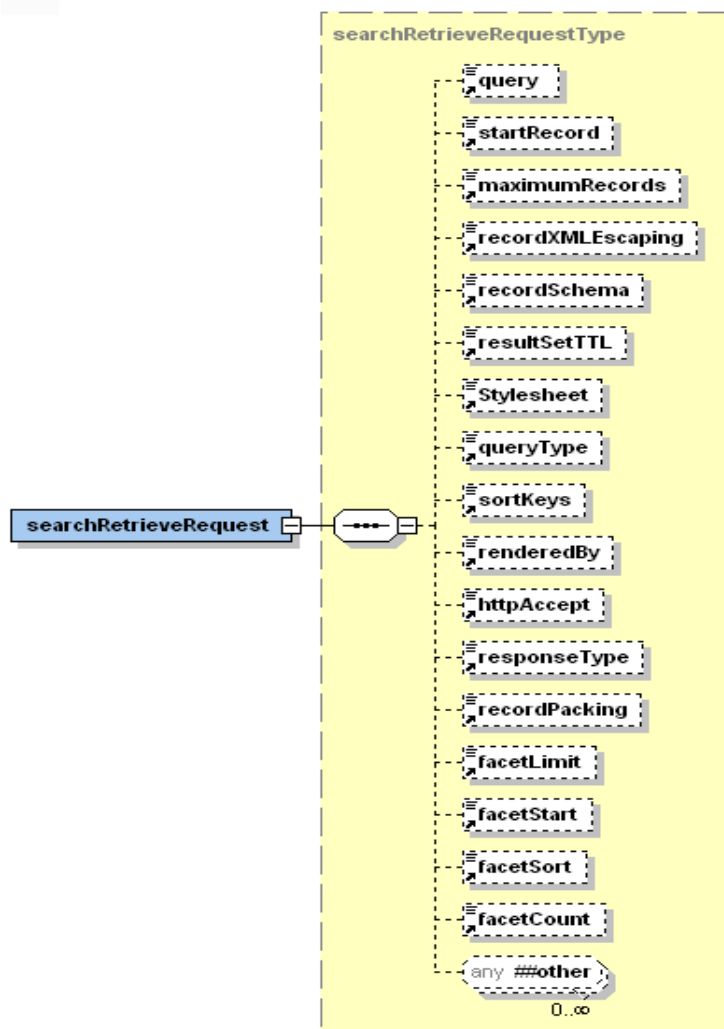 searchRetrieveRequestType
query
startRecord
maximumRecords
recordXMLEscaping
recordSchema
resultSetTTL
Stylesheet
queryType
sortKeys
searchRetrieveRequest
renderedBy
httpAccept
responseType
recordPacking
facetLimit
facetStart
facetSort
facetCount
any ##other
0..∞